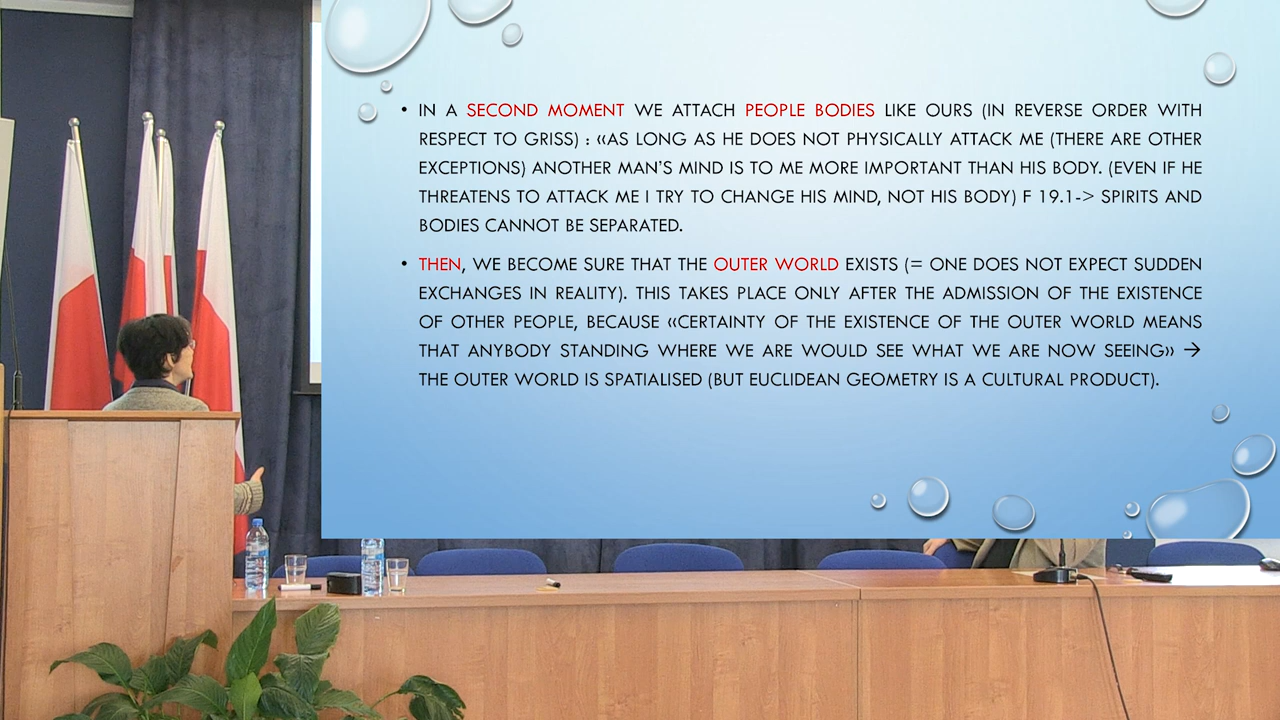 • IN A SECOND MOMENT WE ATTACH PEOPLE BODIES LIKE OURS (IN REVERSE ORDER WITH
RESPECT TO GRISS) : «AS LONG AS HE DOES NOT PHYSICALLY ATTACK ME (THERE ARE OTHER
EXCEPTIONS) ANOTHER MAN'S MIND IS TO ME MORE IMPORTANT THAN HIS BODY. (EVEN IF HE
THREATENS TO ATTACK ME I TRY TO CHANGE HIS MIND, NOT HIS BODY) F 19.1-> SPIRITS AND
BODIES CANNOT BE SEPARATED.
• THEN, WE BECOME SURE THAT THE OUTER WORLD EXISTS (= ONE DOES NOT EXPECT SUDDEN
EXCHANGES IN REALITY). THIS TAKES PLACE ONLY AFTER THE ADMISSION OF THE EXISTENCE
OF OTHER PEOPLE, BECAUSE «CERTAINTY OF THE EXISTENCE OF THE OUTER WORLD MEANS
THAT ANYBODY STANDING WHERE WE ARE WOULD SEE WHAT WE ARE NOW SEEING» →
THE OUTER WORLD IS SPATIALISED (BUT EUCLIDEAN GEOMETRY IS A CULTURAL PRODUCT).